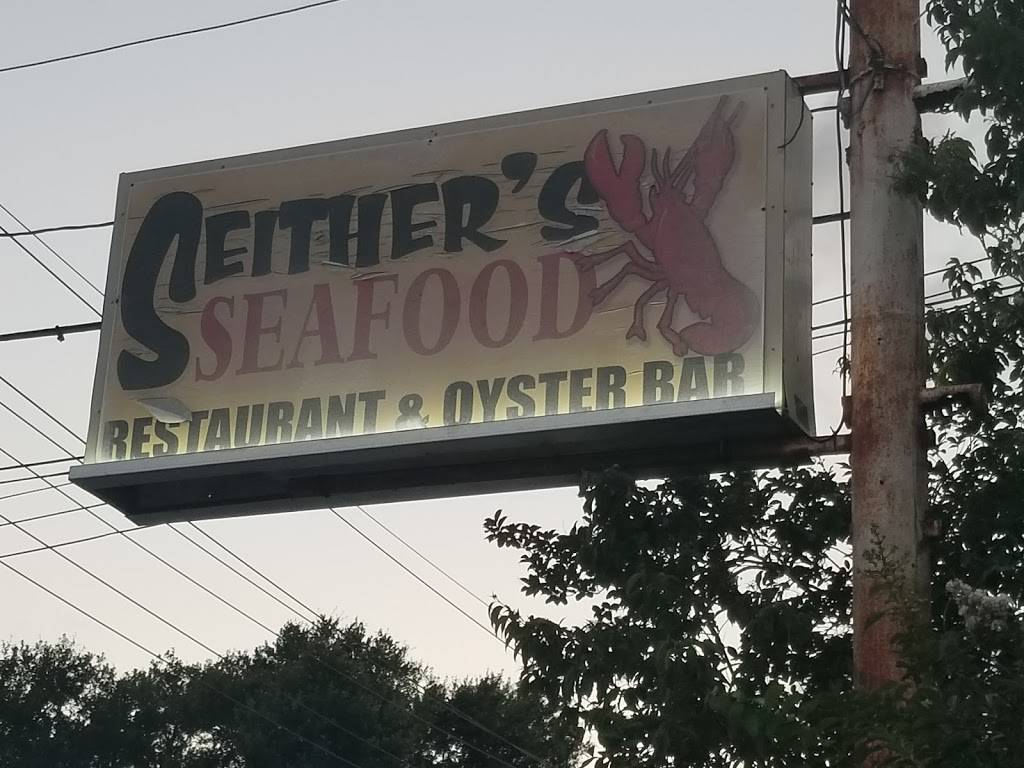 SEITHER'S
SEAFOOD
RESTAURANT & OYSTER BAR